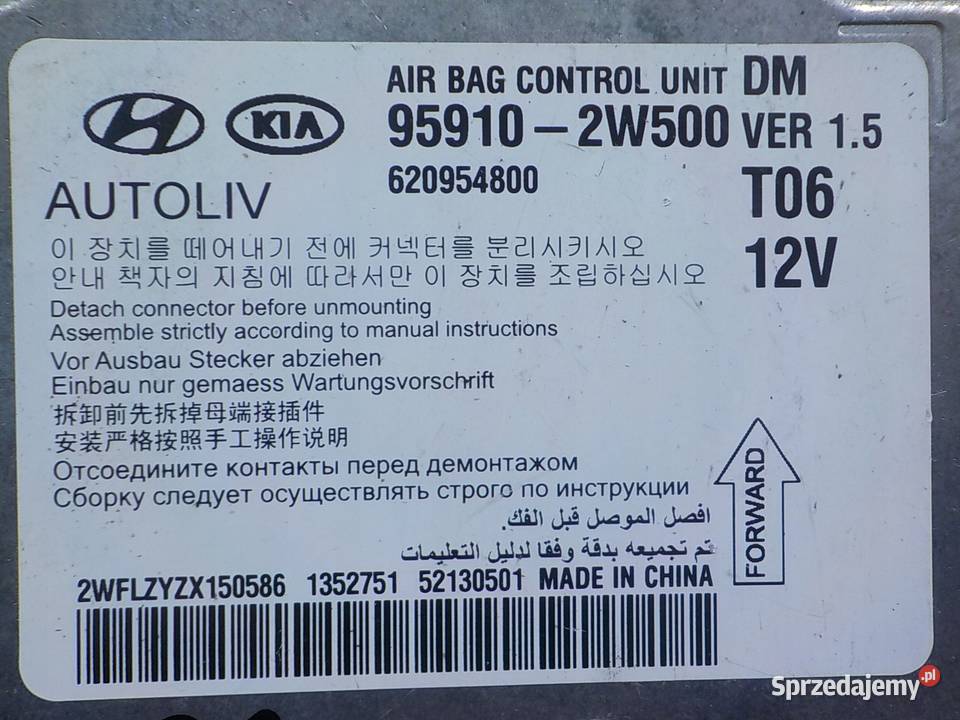 AIR BAG CONTROL UNIT DM
KIA 95910-2W500 VER 1.5
620954800 T06
AUTOLIV
12V
이 장치를 떼어내기 전에 커넥터를 분리시키시오
안내 책자의 지침에 따라서만 이 장치를 조립하십시오
Detach connector before unmounting
Assemble strictly according to manual instructions
Vor Ausbau Stecker abziehen
Einbau nur gemaess Wartungsvorschrift
拆卸前先拆掉母端接插件
安装严格按照手工操作说明
Отсоедините контакты перед демонтажом
Сборку следует осуществлять строго по инструкции
افصل الموصل قبل الفك.
تم تجميعه بدقة وفقا لدليل التعليمات
FORWARD
2WFLZYZX150586 1352751 52130501 MADE IN CHINA
Sprzedajemy.pl